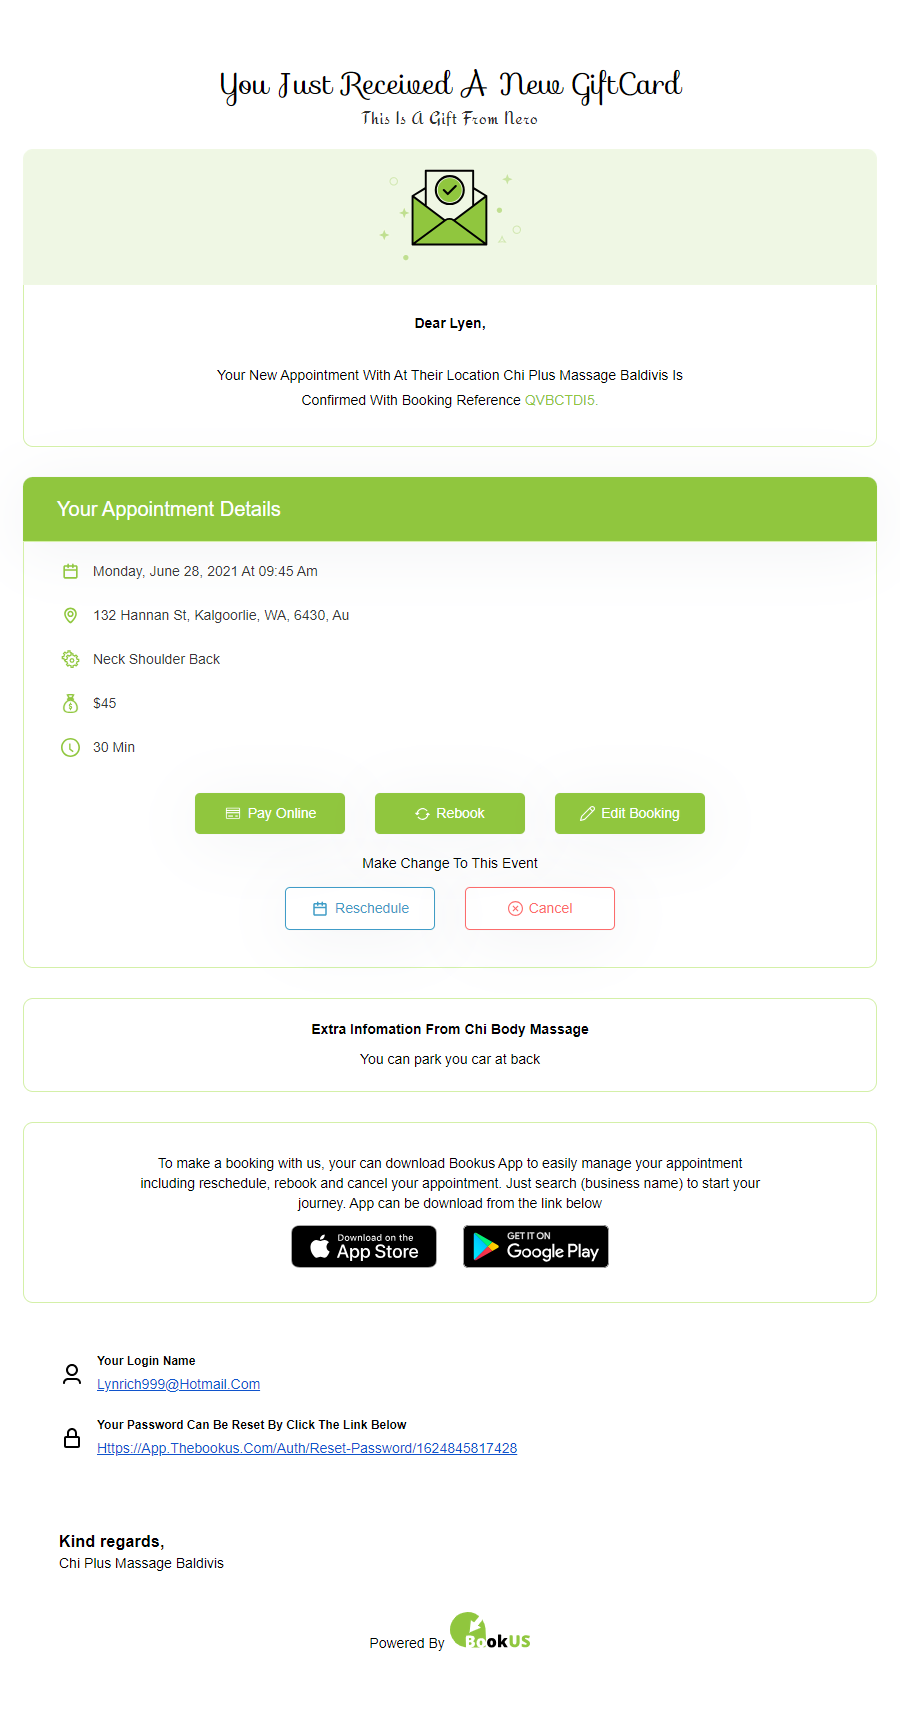 You Just Received A New GiftCard
This Is A Gift From Nero
Dear Lyen,
Your New Appointment With At Their Location Chi Plus Massage Baldivis Is
Confirmed With Booking Reference QVBCTDI5.
Your Appointment Details
Monday, June 28, 2021 At 09:45 Am
132 Hannan St, Kalgoorlie, WA, 6430, Au
Neck Shoulder Back
$45
30 Min
Pay Online Rebook Edit Booking
Make Change To This Event
Reschedule Cancel
Extra Infomation From Chi Body Massage
You can park you car at back
To make a booking with us, your can download Bookus App to easily manage your appointment
including reschedule, rebook and cancel your appointment. Just search (business name) to start your
journey. App can be download from the link below
Download on the App Store
GET IT ON Google Play
Your Login Name
Lynrich999@Hotmail.Com
Your Password Can Be Reset By Click The Link Below
Https://App.Thebookus.Com/Auth/Reset-Password/1624845817428
Kind regards,
Chi Plus Massage Baldivis
Powered By BookUS